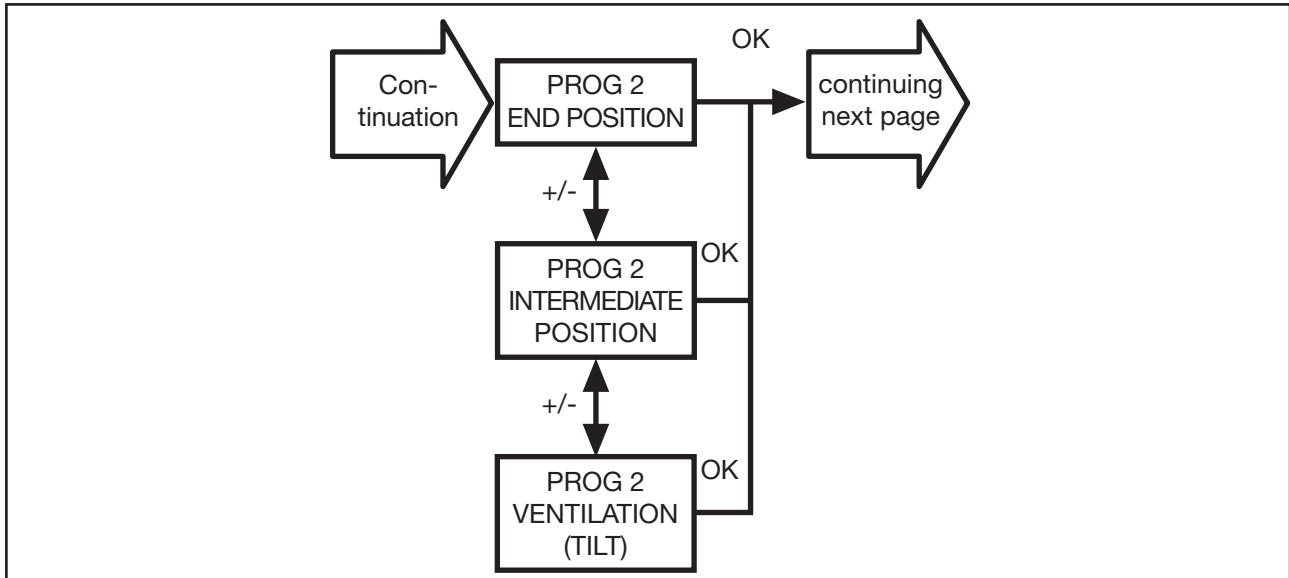 OK
Con-
tinuation
PROG 2
END POSITION
continuing
next page
+/-
PROG 2
INTERMEDIATE
POSITION
OK
+/-
PROG 2
VENTILATION
(TILT)
OK